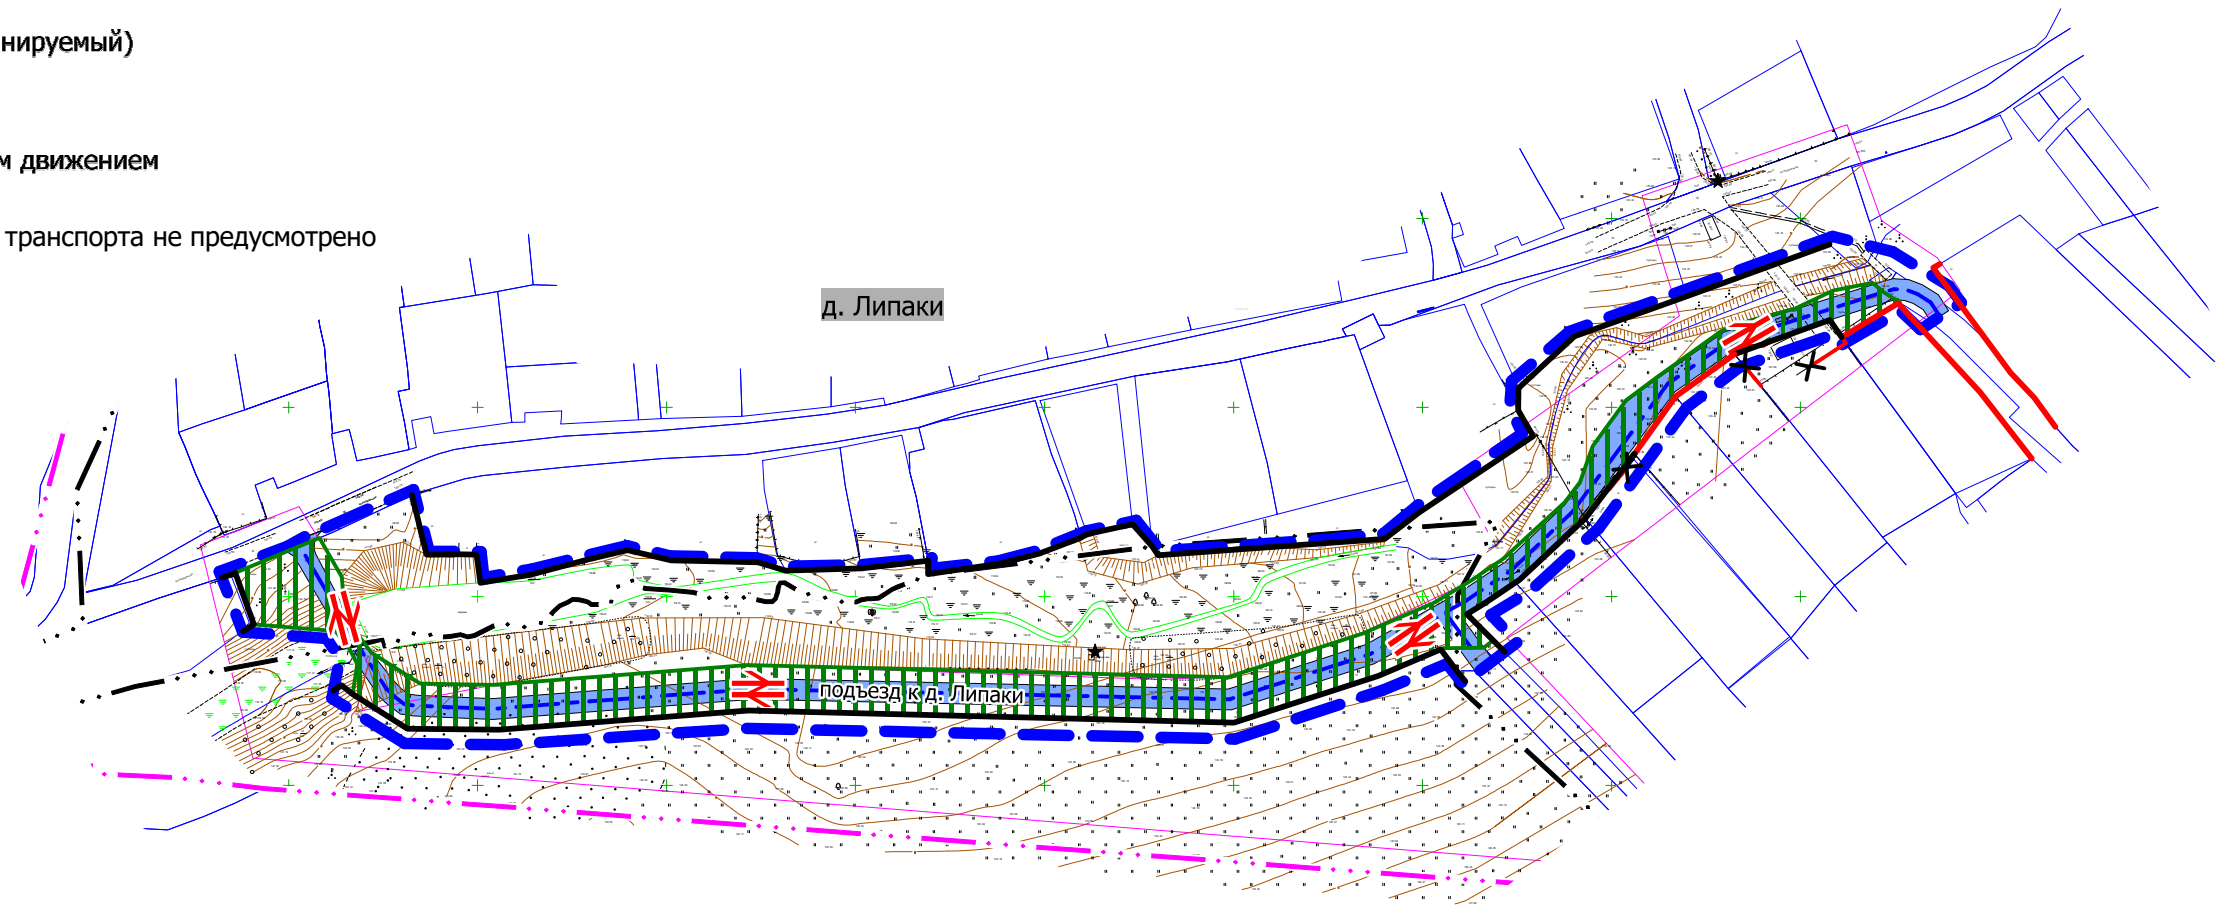 нируемый)
м движением
транспорта не предусмотрено
д. Липаки
подъезд к д. Липаки